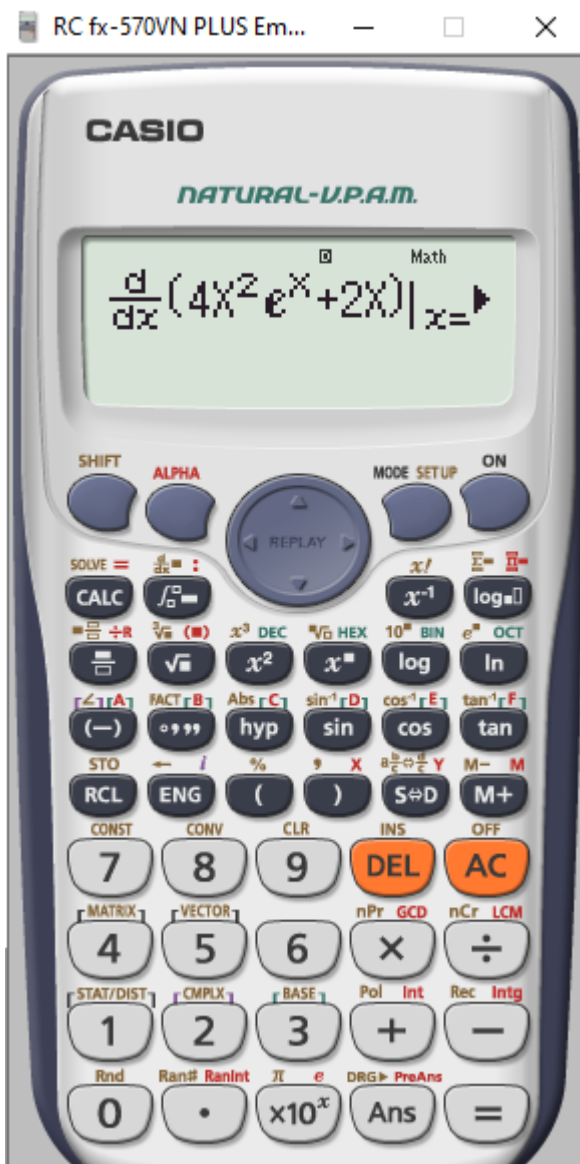 RC fx-570VN PLUS Em...
CASIO
NATURAL-V.P.A.M.
D Math
d/dx(4X²e^X+2X)|x=▶
SHIFT ALPHA MODE SETUP ON
REPLAY
SOLVE = d/dx■ : x! Σ■ Π■
CALC ∫■ x⁻¹ log■□
■■/□ ÷R ³√■ (■) x³ DEC ■√□ HEX 10■ BIN e■ OCT
■/□ √■ x² x■ log ln
∠ A FACT B Abs C sin⁻¹ D cos⁻¹ E tan⁻¹ F
(−) ° ’ ’’ hyp sin cos tan
STO ← i % , X a b/c⇔d/c Y M− M
RCL ENG ( ) S⇔D M+
CONST CONV CLR INS OFF
7 8 9 DEL AC
MATRIX VECTOR nPr GCD nCr LCM
4 5 6 × ÷
STAT/DIST CMPLX BASE Pol Int Rec Intg
1 2 3 + −
Rnd Ran# RanInt π e DRG▶ PreAns
0 • ×10ˣ Ans =